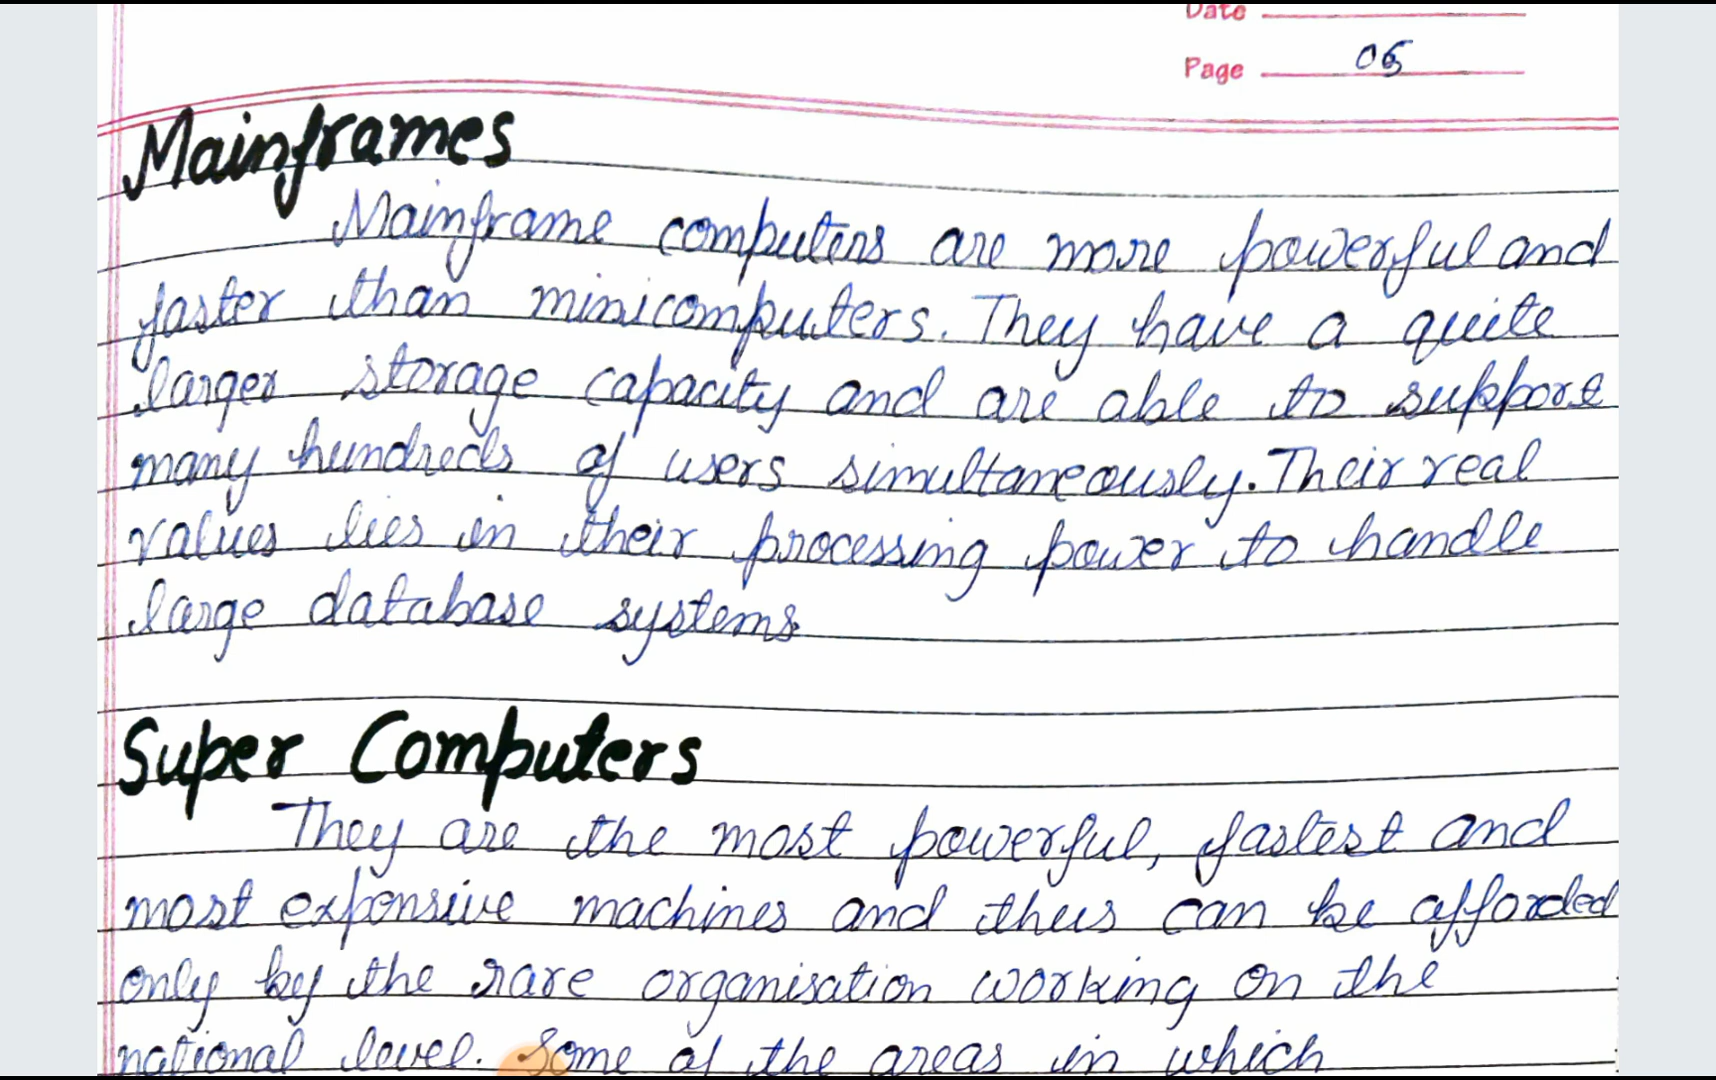 Date
Page 05
Mainframes
Mainframe computers are more powerful and
faster than minicomputers. They have a quite
larger storage capacity and are able to support
many hundreds of users simultaneously. Their real
values lies in their processing power to handle
large database systems.
Super Computers
They are the most powerful, fastest and
most expensive machines and thus can be afforded
only by the rare organisation working on the
national level. Some of the areas in which